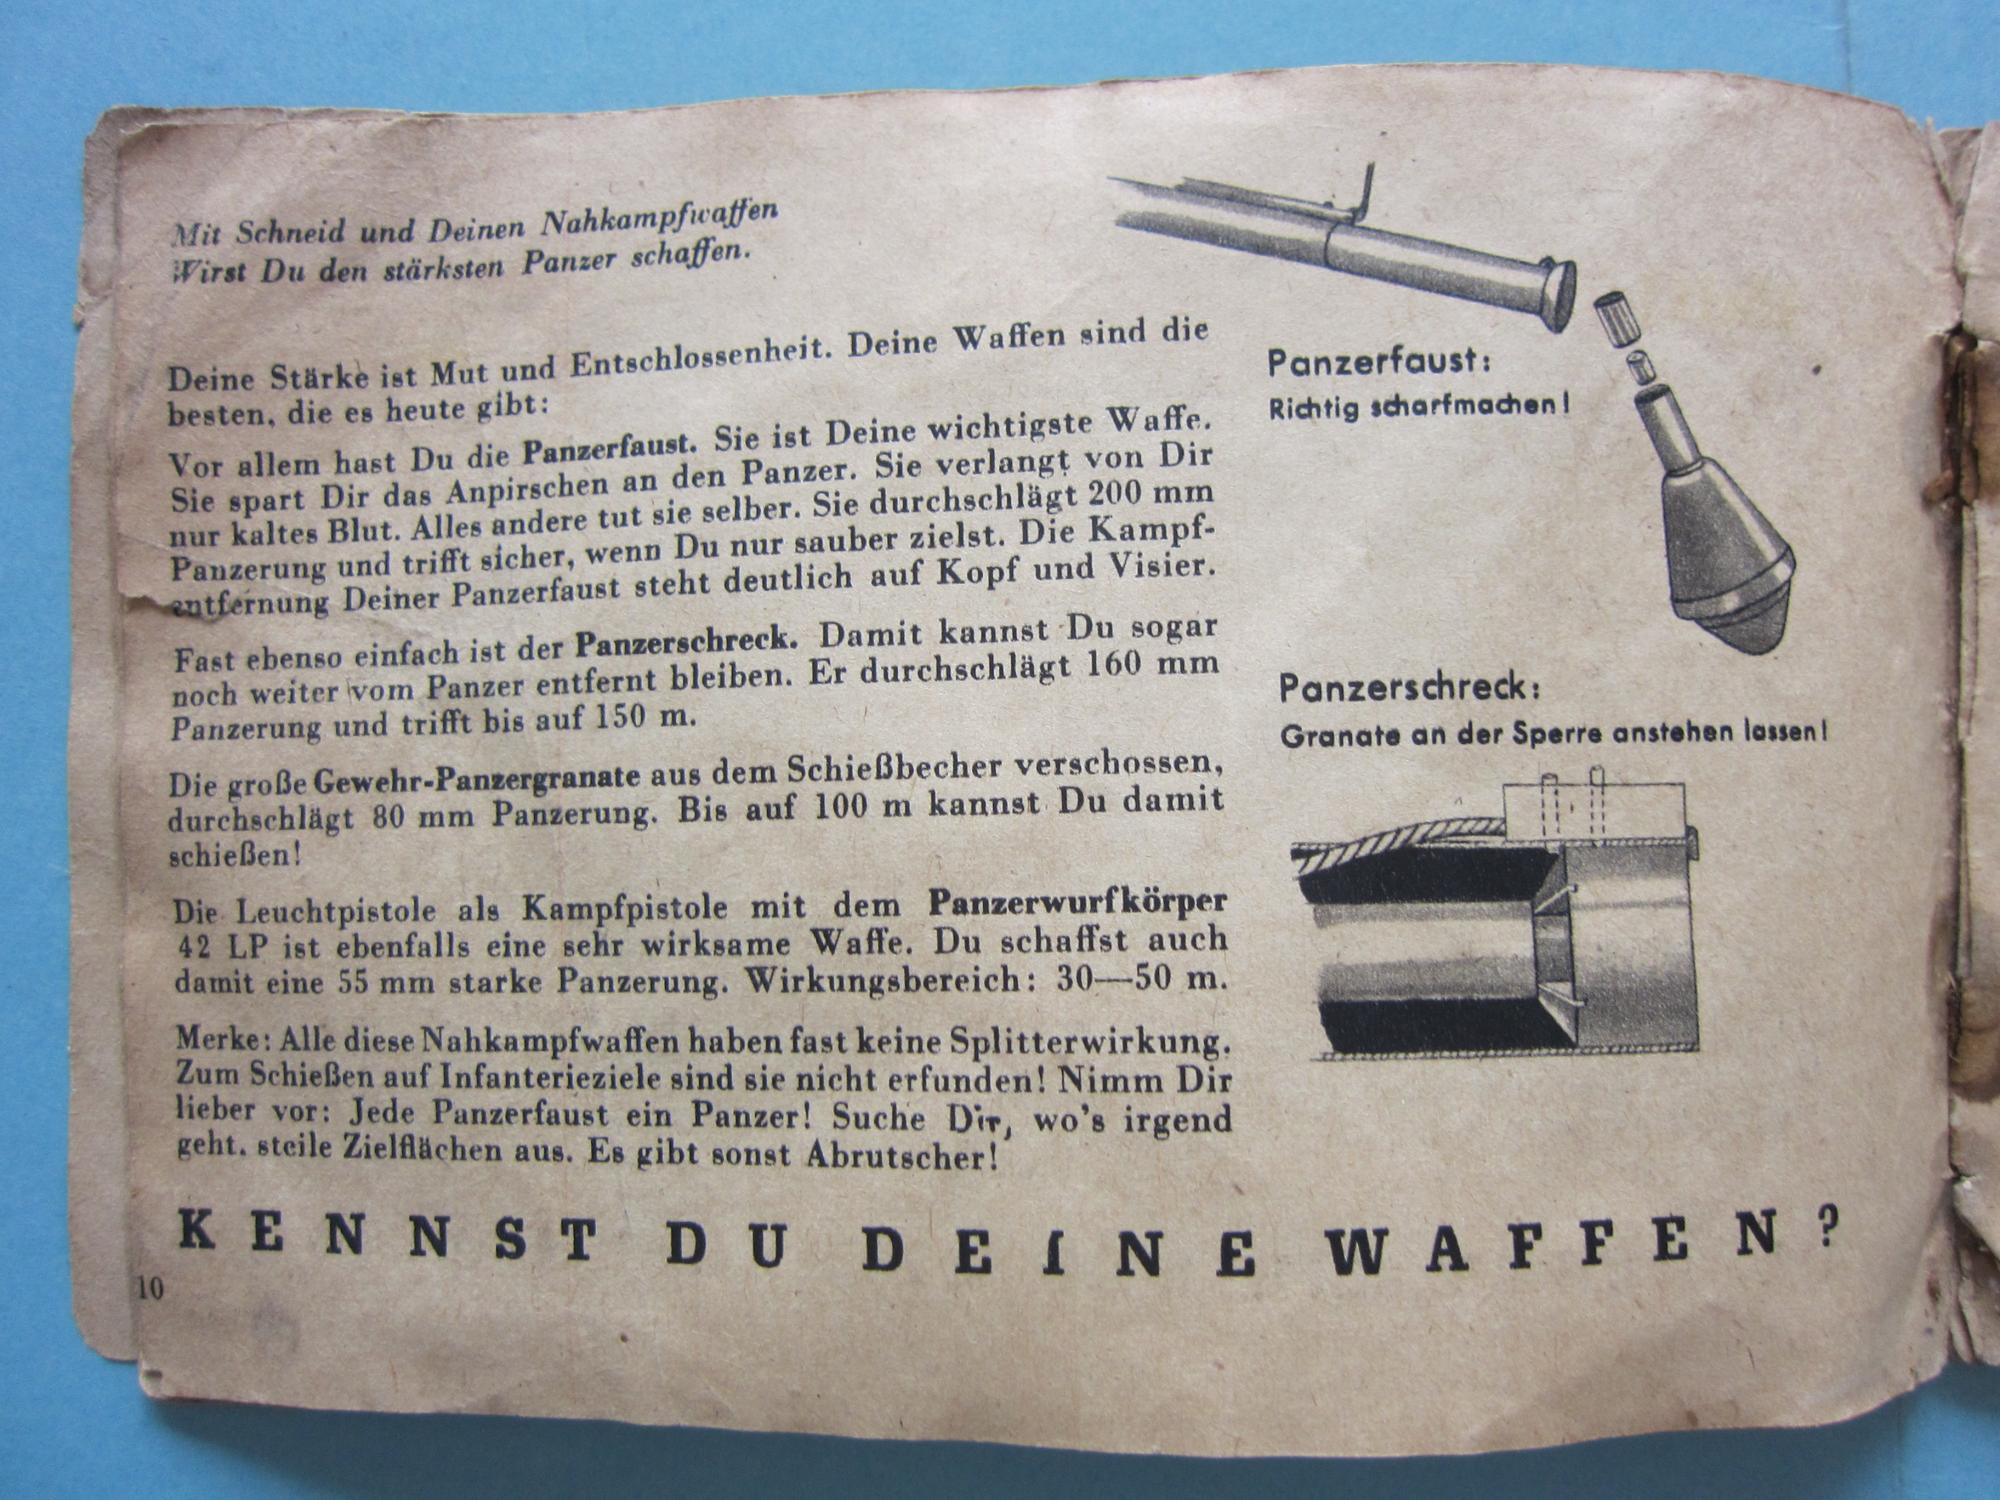 Mit Schneid und Deinen Nahkampfwaffen
Wirst Du den stärksten Panzer schaffen.
Deine Stärke ist Mut und Entschlossenheit. Deine Waffen sind die
besten, die es heute gibt:
Vor allem hast Du die Panzerfaust. Sie ist Deine wichtigste Waffe.
Sie spart Dir das Anpirschen an den Panzer. Sie verlangt von Dir
nur kaltes Blut. Alles andere tut sie selber. Sie durchschlägt 200 mm
Panzerung und trifft sicher, wenn Du nur sauber zielst. Die Kampf-
entfernung Deiner Panzerfaust steht deutlich auf Kopf und Visier.
Fast ebenso einfach ist der Panzerschreck. Damit kannst Du sogar
noch weiter vom Panzer entfernt bleiben. Er durchschlägt 160 mm
Panzerung und trifft bis auf 150 m.
Die große Gewehr-Panzergranate aus dem Schießbecher verschossen,
durchschlägt 80 mm Panzerung. Bis auf 100 m kannst Du damit
schießen!
Die Leuchtpistole als Kampfpistole mit dem Panzerwurfkörper
42 LP ist ebenfalls eine sehr wirksame Waffe. Du schaffst auch
damit eine 55 mm starke Panzerung. Wirkungsbereich: 30—50 m.
Merke: Alle diese Nahkampfwaffen haben fast keine Splitterwirkung.
Zum Schießen auf Infanterieziele sind sie nicht erfunden! Nimm Dir
lieber vor: Jede Panzerfaust ein Panzer! Suche Dir, wo's irgend
geht. steile Zielflächen aus. Es gibt sonst Abrutscher!
Panzerfaust:
Richtig scharfmachen!
Panzerschreck:
Granate an der Sperre anstehen lassen!
KENNST DU DEINE WAFFEN?
10